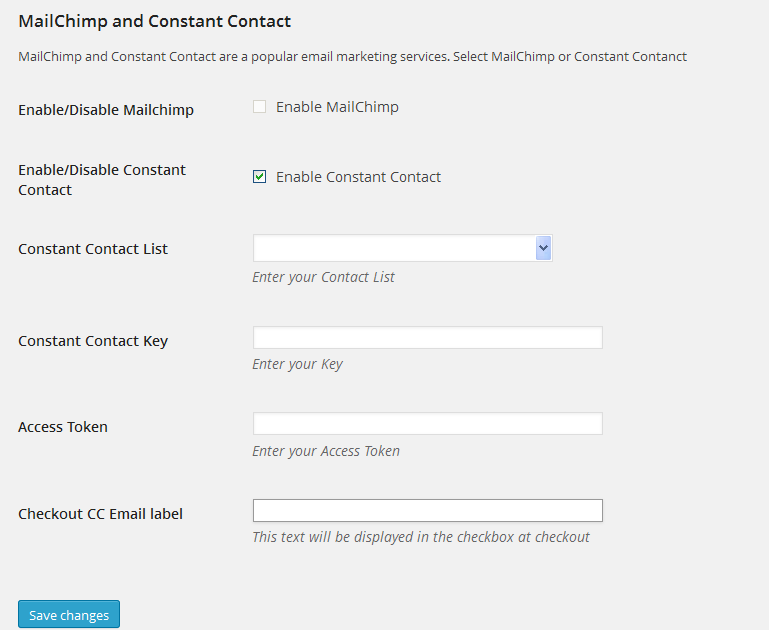 MailChimp and Constant Contact
MailChimp and Constant Contact are a popular email marketing services. Select MailChimp or Constant Contanct
Enable/Disable Mailchimp
Enable MailChimp
Enable/Disable Constant
Contact
Enable Constant Contact
Constant Contact List
Enter your Contact List
Constant Contact Key
Enter your Key
Access Token
Enter your Access Token
Checkout CC Email label
This text will be displayed in the checkbox at checkout
Save changes